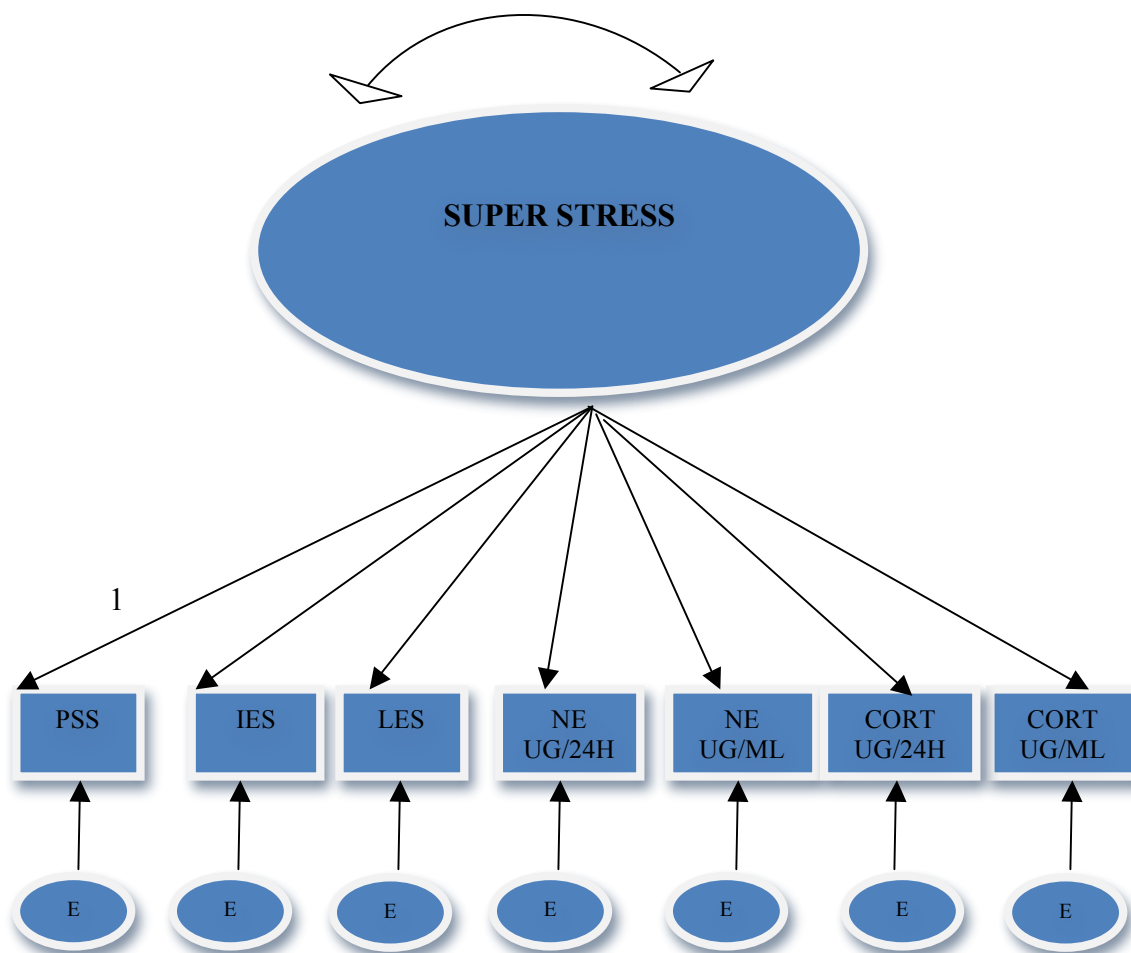 SUPER STRESS
1
PSS
IES
LES
NE
UG/24H
NE
UG/ML
CORT
UG/24H
CORT
UG/ML
E
E
E
E
E
E
E